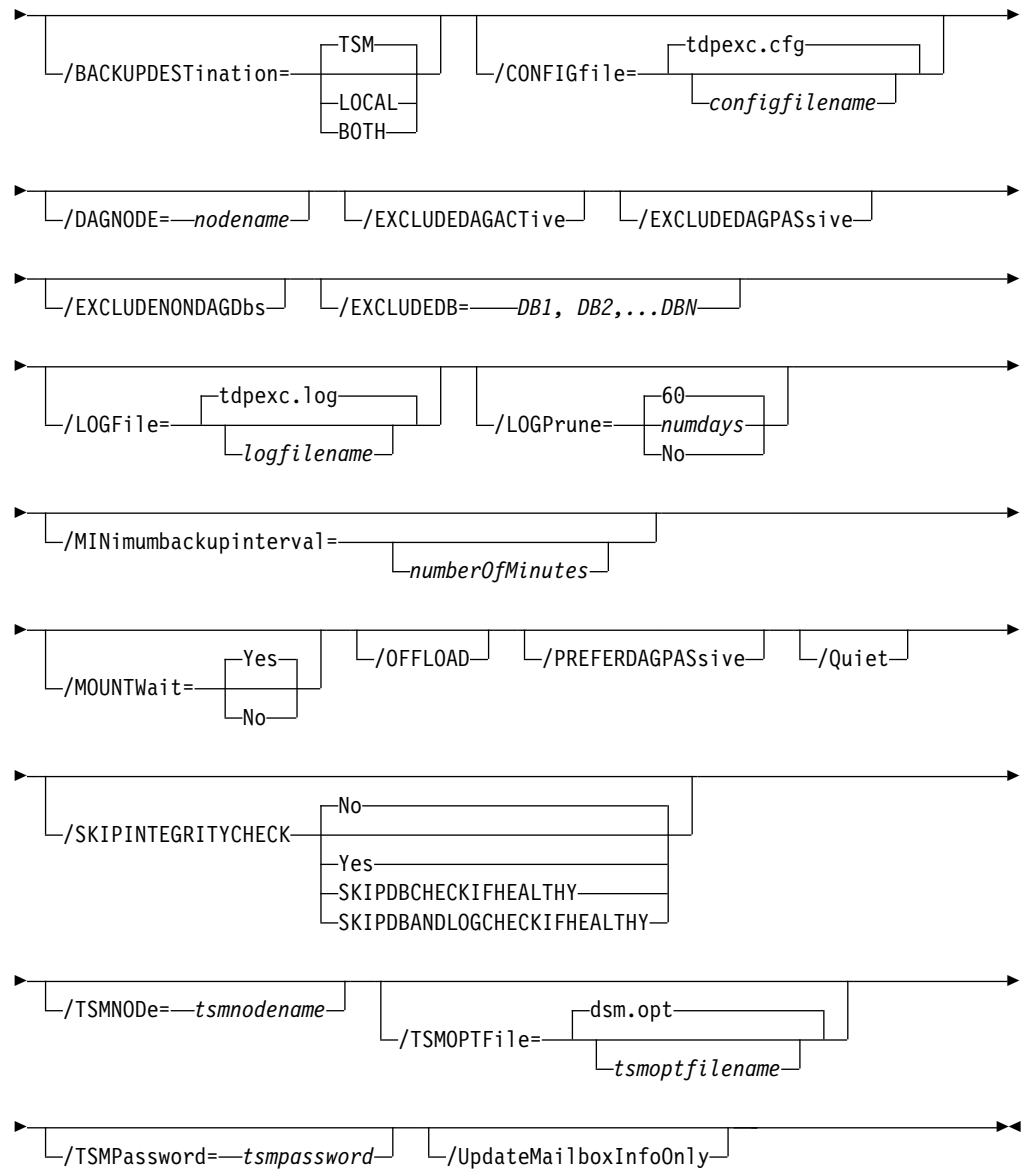 TSM
/BACKUPDESTination=
LOCAL
BOTH
tdpexc.cfg
/CONFIGfile=
configfilename
/DAGNODE= nodename
/EXCLUDEDAGACTive
/EXCLUDEDAGPASsive
/EXCLUDENONDAGDbs
/EXCLUDEDB= DB1, DB2,...DBN
tdpexc.log
/LOGFile=
logfilename
60
/LOGPrune=
numdays
No
/MINimumbackupinterval=
numberOfMinutes
Yes
/MOUNTWait=
No
/OFFLOAD
/PREFERDAGPASsive
/Quiet
No
/SKIPINTEGRITYCHECK
Yes
SKIPDBCHECKIFHEALTHY
SKIPDBANDLOGCHECKIFHEALTHY
/TSMNODe= tsmnodename
dsm.opt
/TSMOPTFile=
tsmoptfilename
/TSMPassword= tsmpassword
/UpdateMailboxInfoOnly